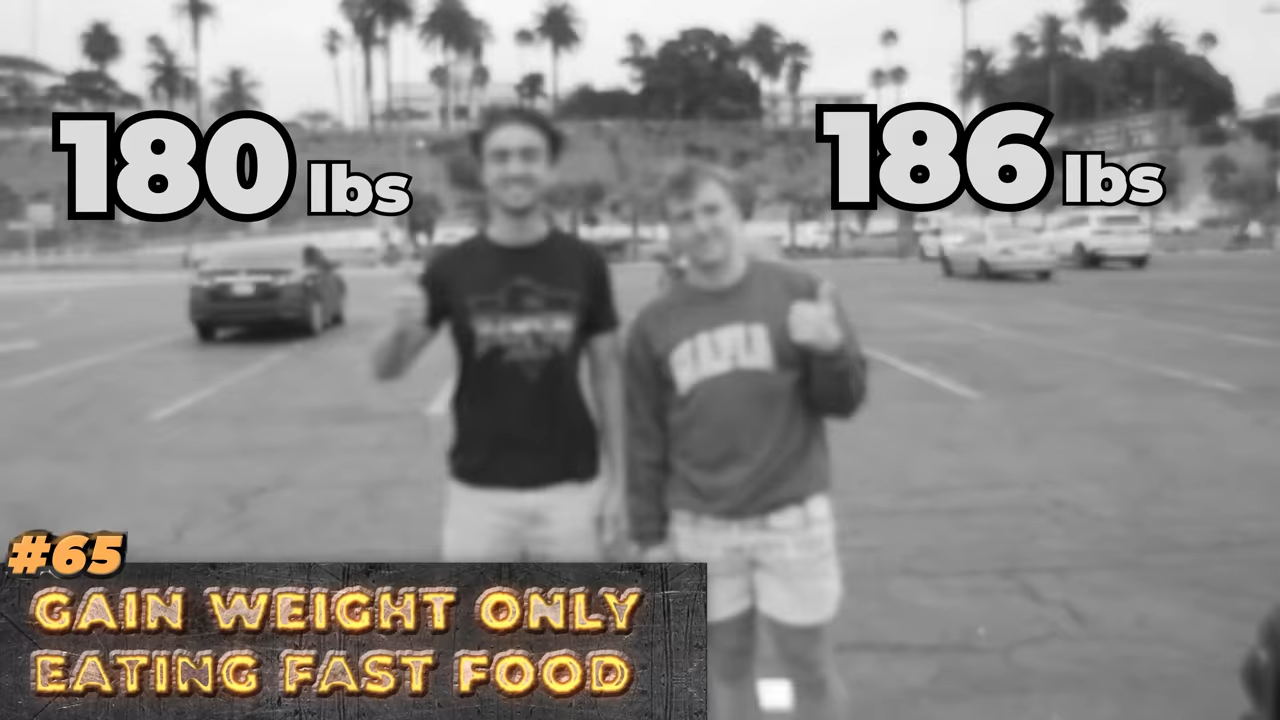 180 lbs
186 lbs
#65
GAIN WEIGHT ONLY
EATING FAST FOOD